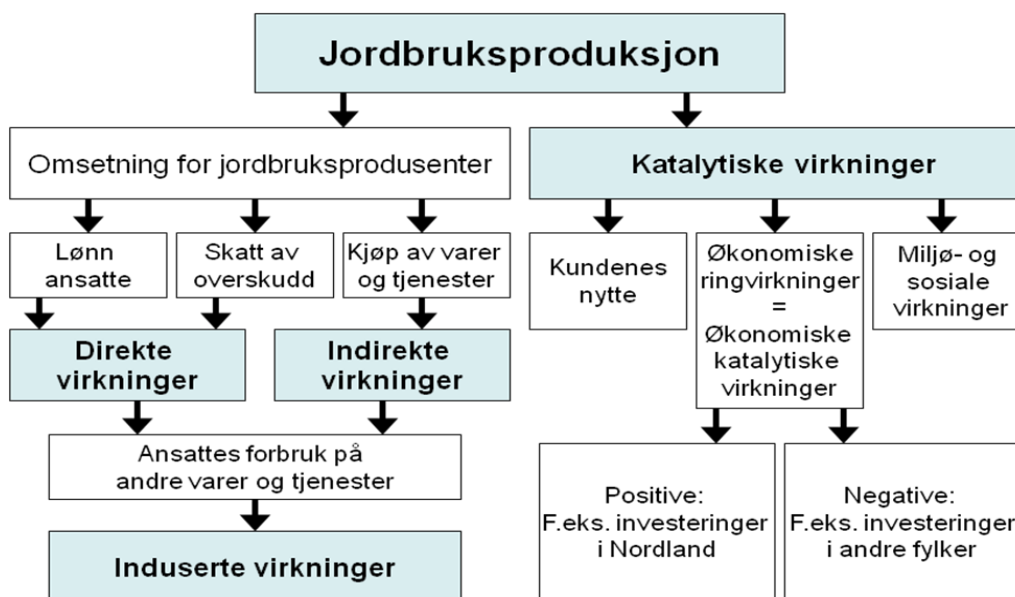 Jordbruksproduksjon
Omsetning for jordbruksprodusenter
Katalytiske virkninger
Lønn
ansatte
Skatt av
overskudd
Kjøp av varer
og tjenester
Kundenes
nytte
Økonomiske
ringvirkninger
=
Økonomiske
katalytiske
virkninger
Miljø- og
sosiale
virkninger
Direkte
virkninger
Indirekte
virkninger
Ansattes forbruk på
andre varer og tjenester
Induserte virkninger
Positive:
F.eks. investeringer
i Nordland
Negative:
F.eks. investeringer
i andre fylker